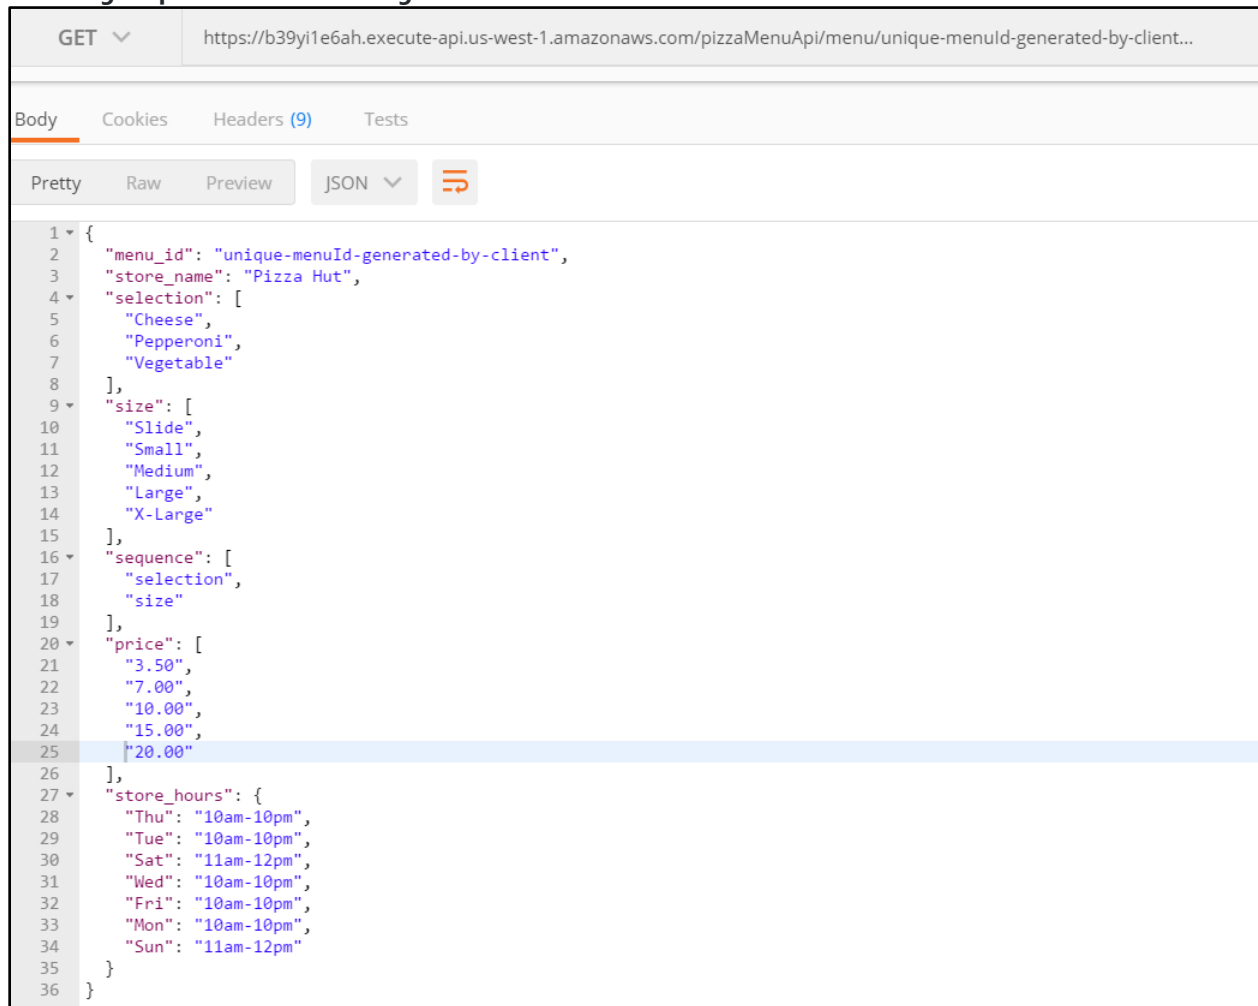 GET https://b39yi1e6ah.execute-api.us-west-1.amazonaws.com/pizzaMenuApi/menu/unique-menuId-generated-by-client...
Body Cookies Headers (9) Tests
Pretty Raw Preview JSON
1 {
2 "menu_id": "unique-menuId-generated-by-client",
3 "store_name": "Pizza Hut",
4 "selection": [
5 "Cheese",
6 "Pepperoni",
7 "Vegetable"
8 ],
9 "size": [
10 "Slide",
11 "Small",
12 "Medium",
13 "Large",
14 "X-Large"
15 ],
16 "sequence": [
17 "selection",
18 "size"
19 ],
20 "price": [
21 "3.50",
22 "7.00",
23 "10.00",
24 "15.00",
25 "20.00"
26 ],
27 "store_hours": {
28 "Thu": "10am-10pm",
29 "Tue": "10am-10pm",
30 "Sat": "11am-12pm",
31 "Wed": "10am-10pm",
32 "Fri": "10am-10pm",
33 "Mon": "10am-10pm",
34 "Sun": "11am-12pm"
35 }
36 }